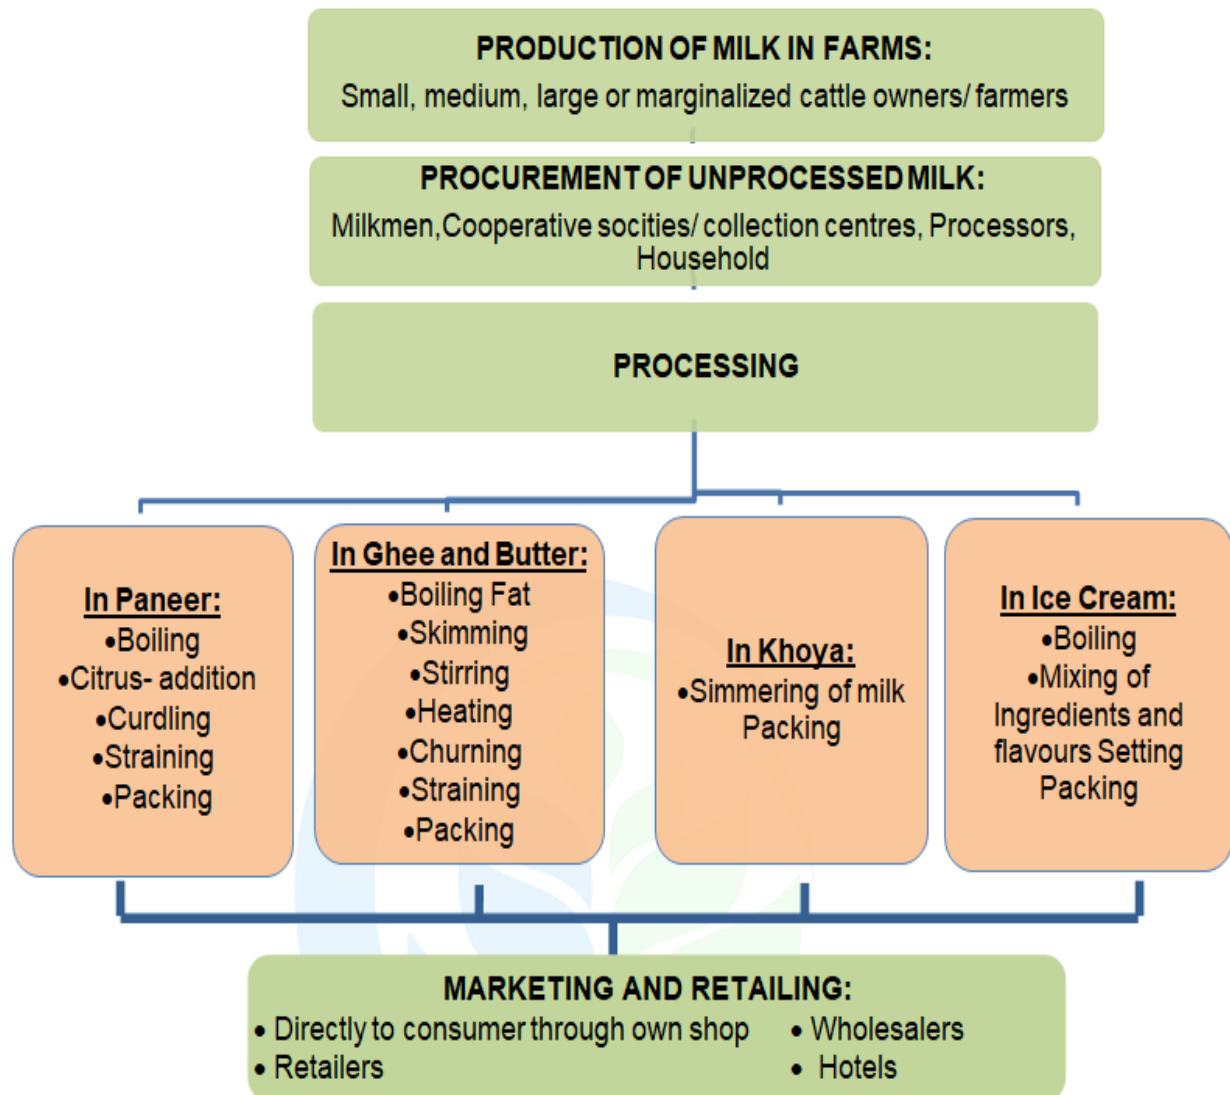 PRODUCTION OF MILK IN FARMS:
Small, medium, large or marginalized cattle owners/ farmers
PROCUREMENT OF UNPROCESSED MILK:
Milkmen,Cooperative socities/ collection centres, Processors,
Household
PROCESSING
In Paneer:
•Boiling
•Citrus- addition
•Curdling
•Straining
•Packing
In Ghee and Butter:
•Boiling Fat
•Skimming
•Stirring
•Heating
•Churning
•Straining
•Packing
In Khoya:
•Simmering of milk
Packing
In Ice Cream:
•Boiling
•Mixing of
Ingredients and
flavours Setting
Packing
MARKETING AND RETAILING:
• Directly to consumer through own shop
• Retailers
• Wholesalers
• Hotels